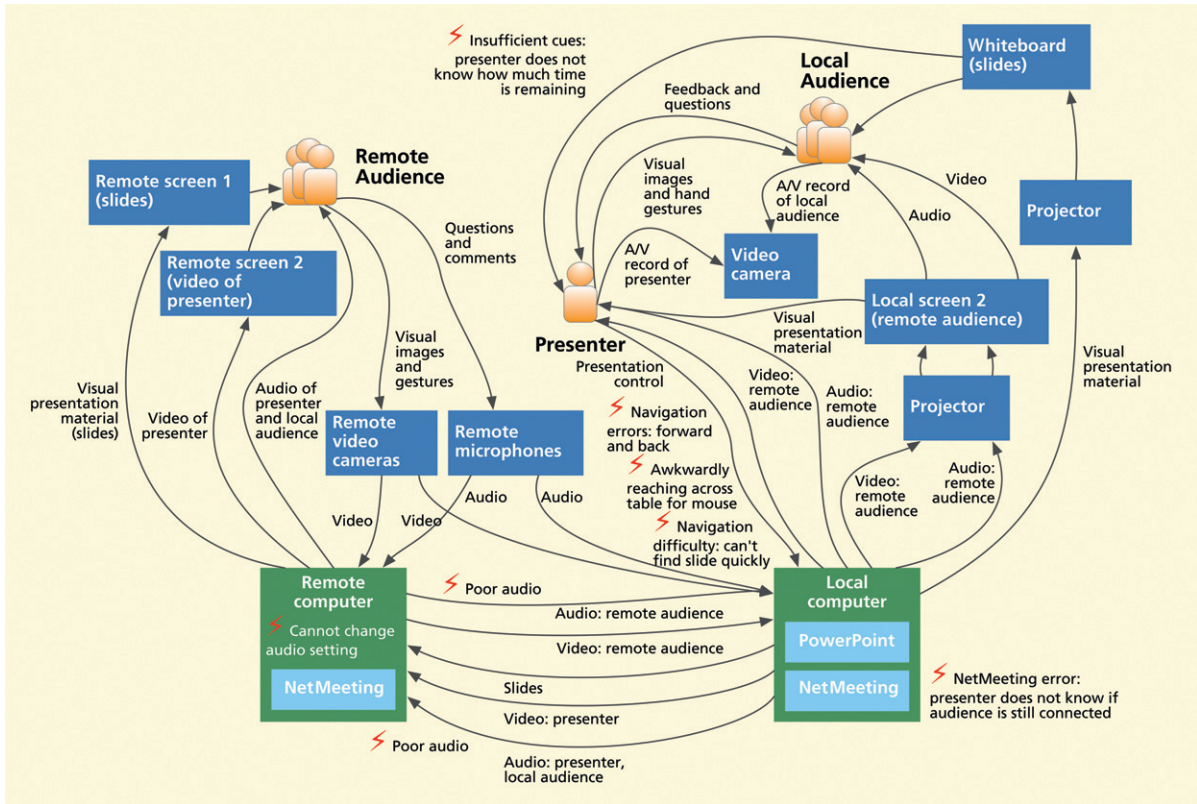 Insufficient cues:
presenter does not
know how much time
is remaining
Local
Audience
Whiteboard
(slides)
Feedback and
questions
Remote
Audience
Remote screen 1
(slides)
Visual
images
and hand
gestures
A/V record
of local
audience
Video
Audio
Projector
Questions
and
comments
Remote screen 2
(video of
presenter)
A/V
record of
presenter
Video
camera
Local screen 2
(remote audience)
Presenter
Visual
presentation
material
Visual
images
and
gestures
Visual
presentation
material
(slides)
Video of
presenter
Audio of
presenter
and local
audience
Presentation
control
Video:
remote
audience
Audio:
remote
audience
Projector
Visual
presentation
material
Remote
video
cameras
Remote
microphones
Navigation
errors: forward
and back
Awkwardly
reaching across
table for mouse
Navigation
difficulty: can't
find slide quickly
Video:
remote
audience
Audio:
remote
audience
Video
Audio
Video
Audio
Remote
computer
Cannot change
audio setting
NetMeeting
Poor audio
Audio: remote audience
Video: remote audience
Slides
Video: presenter
Poor audio
Audio: presenter,
local audience
Local
computer
PowerPoint
NetMeeting
NetMeeting error:
presenter does not know if
audience is still connected